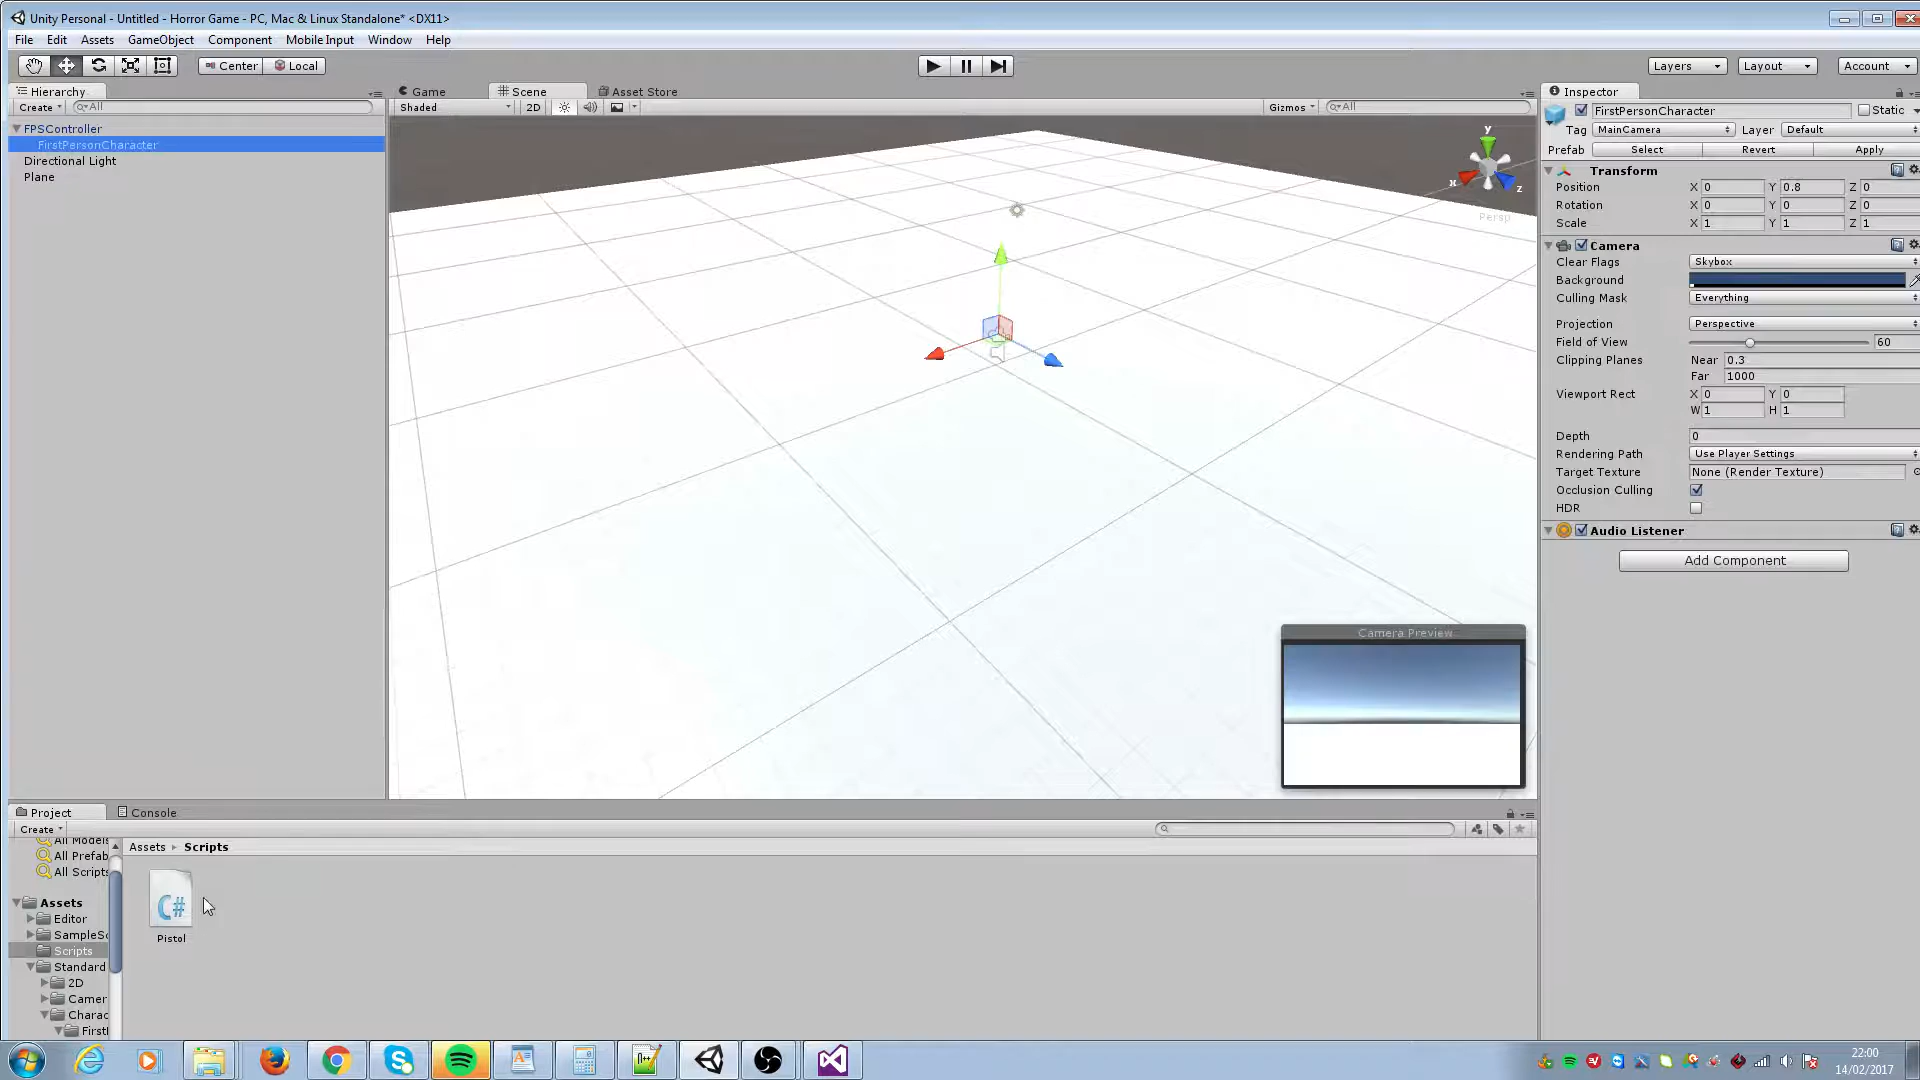 Unity Personal - Untitled - Horror Game - PC, Mac & Linux Standalone* <DX11>
File Edit Assets GameObject Component Mobile Input Window Help
Center Local
Layers Layout Account
Hierarchy
Create All
FPSController
FirstPersonCharacter
Directional Light
Plane
Game Scene Asset Store
Shaded 2D Gizmos All
y
x
z
Persp
Camera Preview
Inspector
FirstPersonCharacter Static
Tag MainCamera Layer Default
Prefab Select Revert Apply
Transform
Position X 0 Y 0.8 Z 0
Rotation X 0 Y 0 Z 0
Scale X 1 Y 1 Z 1
Camera
Clear Flags Skybox
Background
Culling Mask Everything
Projection Perspective
Field of View 60
Clipping Planes Near 0.3
Far 1000
Viewport Rect X 0 Y 0
W 1 H 1
Depth 0
Rendering Path Use Player Settings
Target Texture None (Render Texture)
Occlusion Culling
HDR
Audio Listener
Add Component
Project Console
Create
All Models
All Prefab
All Scripts
Assets
Editor
SampleSc
Scripts
Standard
2D
Camer
Charac
FirstI
Assets Scripts
C#
Pistol
22:00
14/02/2017